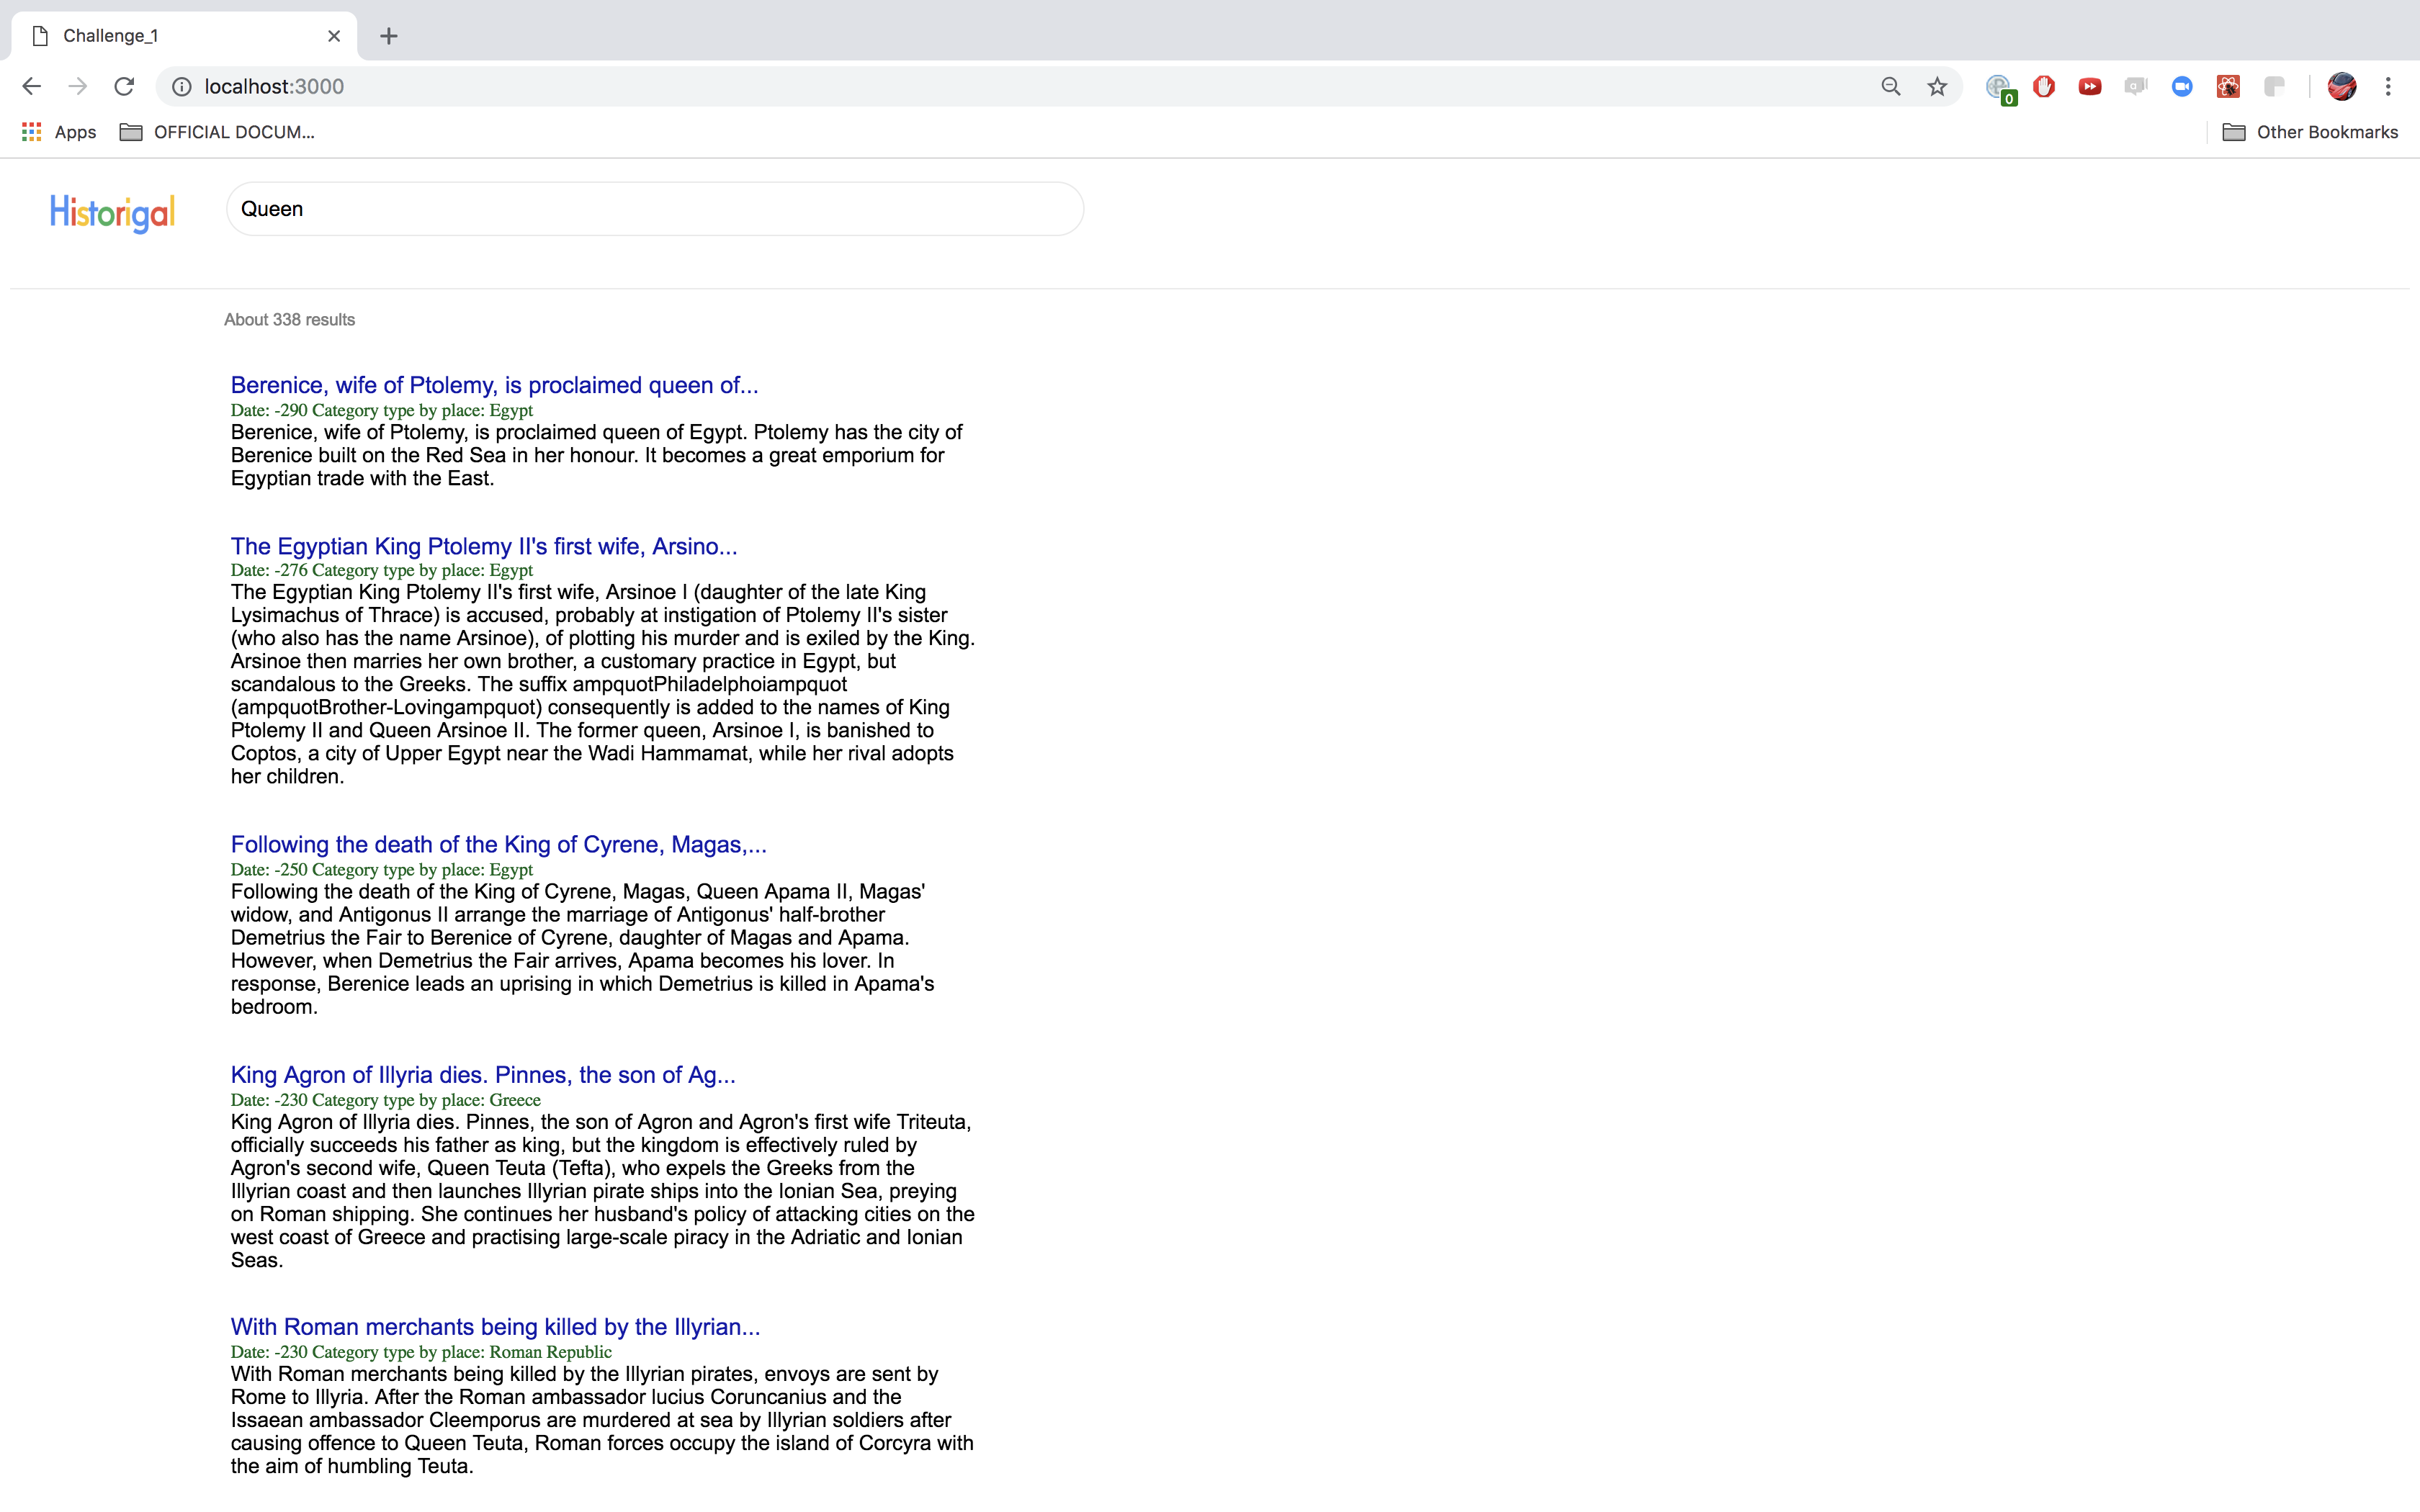 Challenge_1
localhost:3000
0
Apps
OFFICIAL DOCUM...
Other Bookmarks
Historigal
Queen
About 338 results
Berenice, wife of Ptolemy, is proclaimed queen of...
Date: -290 Category type by place: Egypt
Berenice, wife of Ptolemy, is proclaimed queen of Egypt. Ptolemy has the city of
Berenice built on the Red Sea in her honour. It becomes a great emporium for
Egyptian trade with the East.
The Egyptian King Ptolemy II's first wife, Arsino...
Date: -276 Category type by place: Egypt
The Egyptian King Ptolemy II's first wife, Arsinoe I (daughter of the late King
Lysimachus of Thrace) is accused, probably at instigation of Ptolemy II's sister
(who also has the name Arsinoe), of plotting his murder and is exiled by the King.
Arsinoe then marries her own brother, a customary practice in Egypt, but
scandalous to the Greeks. The suffix ampquotPhiladelphoiampquot
(ampquotBrother-Lovingampquot) consequently is added to the names of King
Ptolemy II and Queen Arsinoe II. The former queen, Arsinoe I, is banished to
Coptos, a city of Upper Egypt near the Wadi Hammamat, while her rival adopts
her children.
Following the death of the King of Cyrene, Magas,...
Date: -250 Category type by place: Egypt
Following the death of the King of Cyrene, Magas, Queen Apama II, Magas'
widow, and Antigonus II arrange the marriage of Antigonus' half-brother
Demetrius the Fair to Berenice of Cyrene, daughter of Magas and Apama.
However, when Demetrius the Fair arrives, Apama becomes his lover. In
response, Berenice leads an uprising in which Demetrius is killed in Apama's
bedroom.
King Agron of Illyria dies. Pinnes, the son of Ag...
Date: -230 Category type by place: Greece
King Agron of Illyria dies. Pinnes, the son of Agron and Agron's first wife Triteuta,
officially succeeds his father as king, but the kingdom is effectively ruled by
Agron's second wife, Queen Teuta (Tefta), who expels the Greeks from the
Illyrian coast and then launches Illyrian pirate ships into the Ionian Sea, preying
on Roman shipping. She continues her husband's policy of attacking cities on the
west coast of Greece and practising large-scale piracy in the Adriatic and Ionian
Seas.
With Roman merchants being killed by the Illyrian...
Date: -230 Category type by place: Roman Republic
With Roman merchants being killed by the Illyrian pirates, envoys are sent by
Rome to Illyria. After the Roman ambassador lucius Coruncanius and the
Issaean ambassador Cleemporus are murdered at sea by Illyrian soldiers after
causing offence to Queen Teuta, Roman forces occupy the island of Corcyra with
the aim of humbling Teuta.